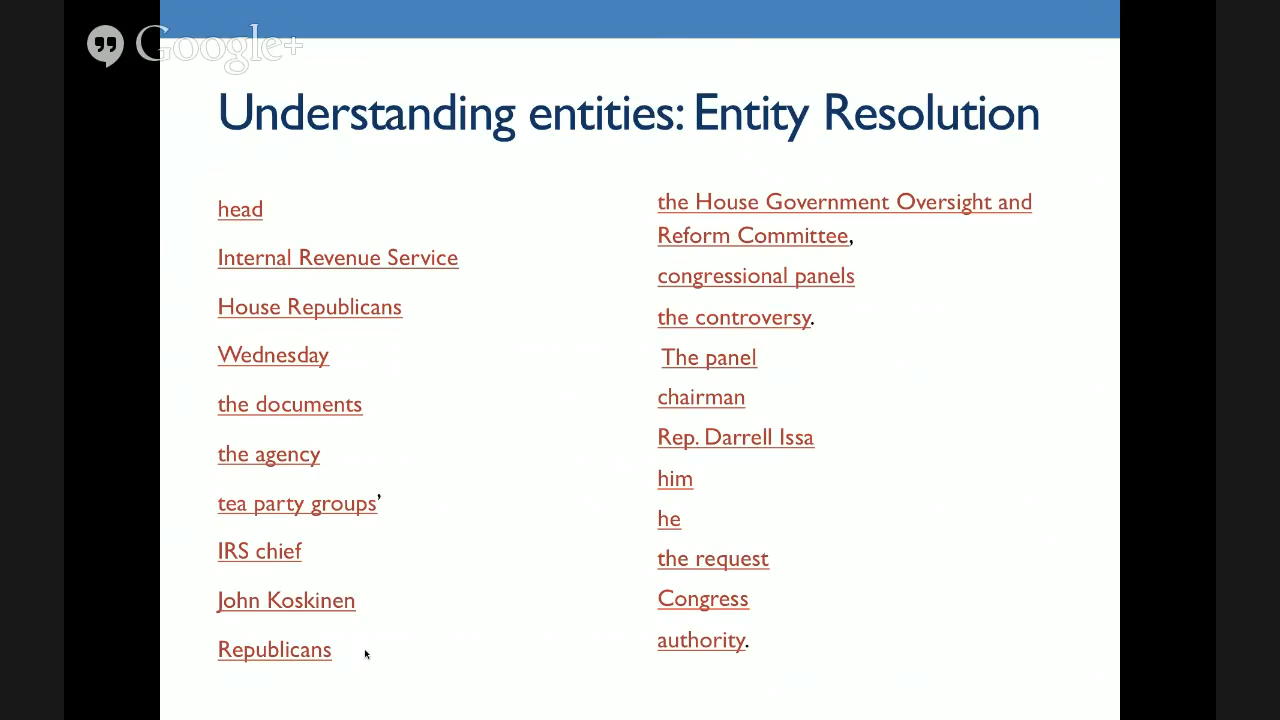 Google+
Understanding entities: Entity Resolution
head
Internal Revenue Service
House Republicans
Wednesday
the documents
the agency
tea party groups’
IRS chief
John Koskinen
Republicans
the House Government Oversight and
Reform Committee,
congressional panels
the controversy.
The panel
chairman
Rep. Darrell Issa
him
he
the request
Congress
authority.